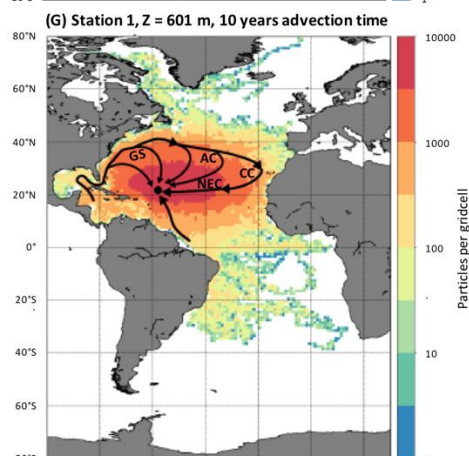 (G) Station 1, Z = 601 m, 10 years advection time
80°N
60°N
40°N
20°N
0°
20°S
40°S
60°S
GS
AC
CC
NEC
10000
1000
100
10
Particles per gridcell